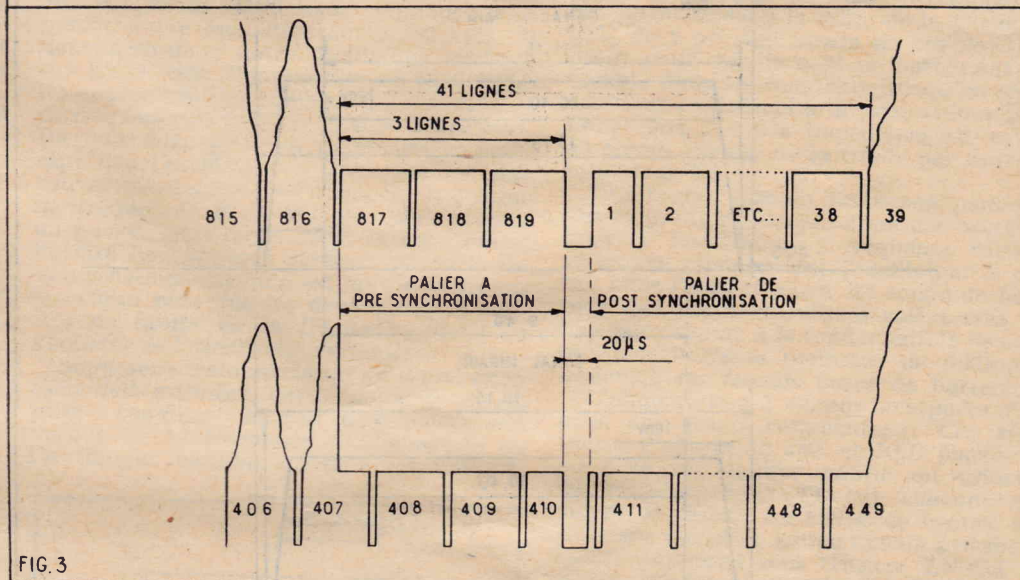 41 LIGNES
3 LIGNES
815 816 817 818 819 1 2 ETC... 38 39
PALIER A
PRE SYNCHRONISATION
PALIER DE
POST SYNCHRONISATION
20µS
406 407 408 409 410 411 448 449
FIG.3